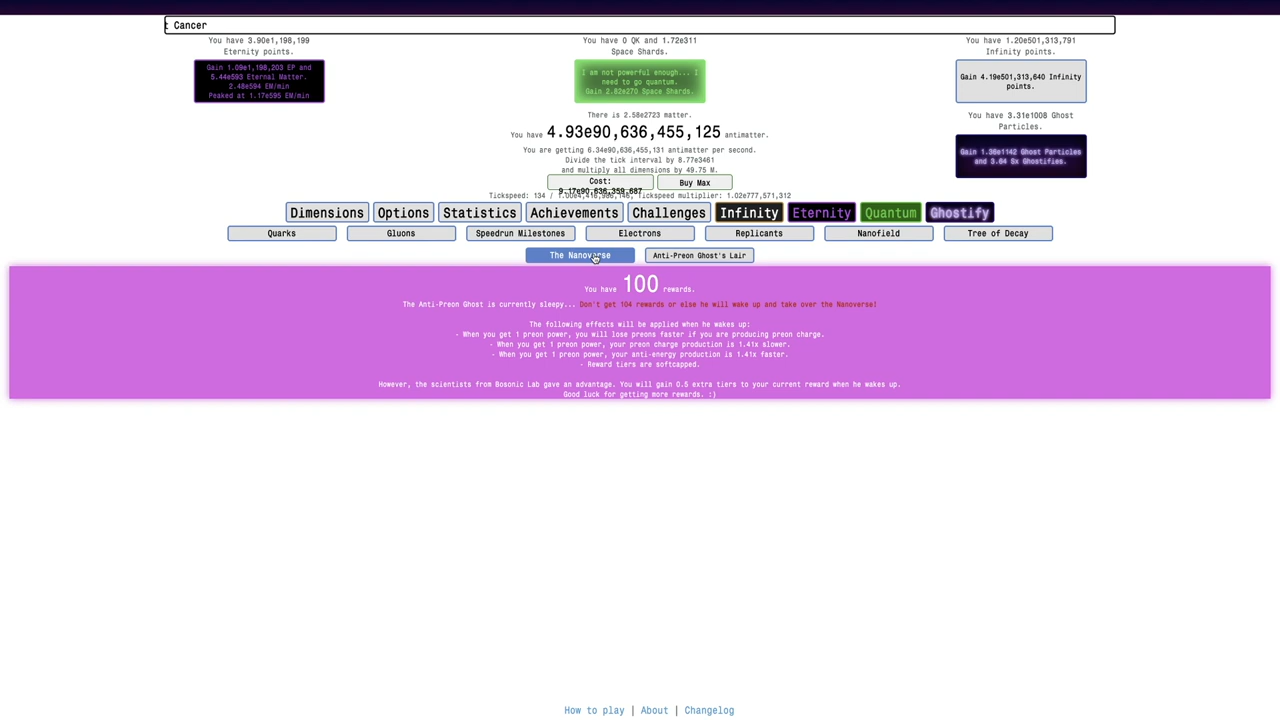 Cancer
You have 3.90e1,198,199
Eternity points.
Gain 1.09e1,198,203 EP and
5.44e593 Eternal Matter.
2.48e594 EM/min
Peaked at 1.17e595 EM/min
You have 0 QK and 1.72e311
Space Shards.
I am not powerful enough... I
need to go quantum.
Gain 2.82e270 Space Shards.
You have 1.20e501,313,791
Infinity points.
Gain 4.19e501,313,640 Infinity
points.
You have 3.31e1008 Ghost
Particles.
Gain 1.36e1142 Ghost Particles
and 3.64 Sx Ghostifies.
There is 2.58e2723 matter.
You have 4.93e90,636,455,125 antimatter.
You are getting 6.34e90,636,455,131 antimatter per second.
Divide the tick interval by 8.77e3461
and multiply all dimensions by 49.75 M.
Cost:
9.17e90,636,359,687
Buy Max
Tickspeed: 134 / Tickspeed multiplier: 1.02e777,571,312
Dimensions Options Statistics Achievements Challenges Infinity Eternity Quantum Ghostify
Quarks Gluons Speedrun Milestones Electrons Replicants Nanofield Tree of Decay
The Nanoverse Anti-Preon Ghost's Lair
You have 100 rewards.
The Anti-Preon Ghost is currently sleepy... Don't get 104 rewards or else he will wake up and take over the Nanoverse!
The following effects will be applied when he wakes up:
- When you get 1 preon power, you will lose preons faster if you are producing preon charge.
- When you get 1 preon power, your preon charge production is 1.41x slower.
- When you get 1 preon power, your anti-energy production is 1.41x faster.
- Reward tiers are softcapped.
However, the scientists from Bosonic Lab gave an advantage. You will gain 0.5 extra tiers to your current reward when he wakes up.
Good luck for getting more rewards. :)
How to play | About | Changelog